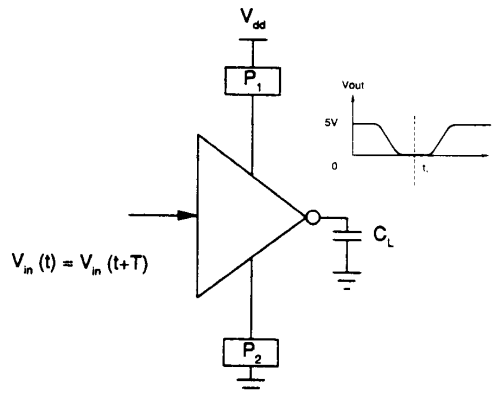 V_dd
P_1
Vout
5V
0
t_1
V_in (t) = V_in (t+T)
C_L
P_2